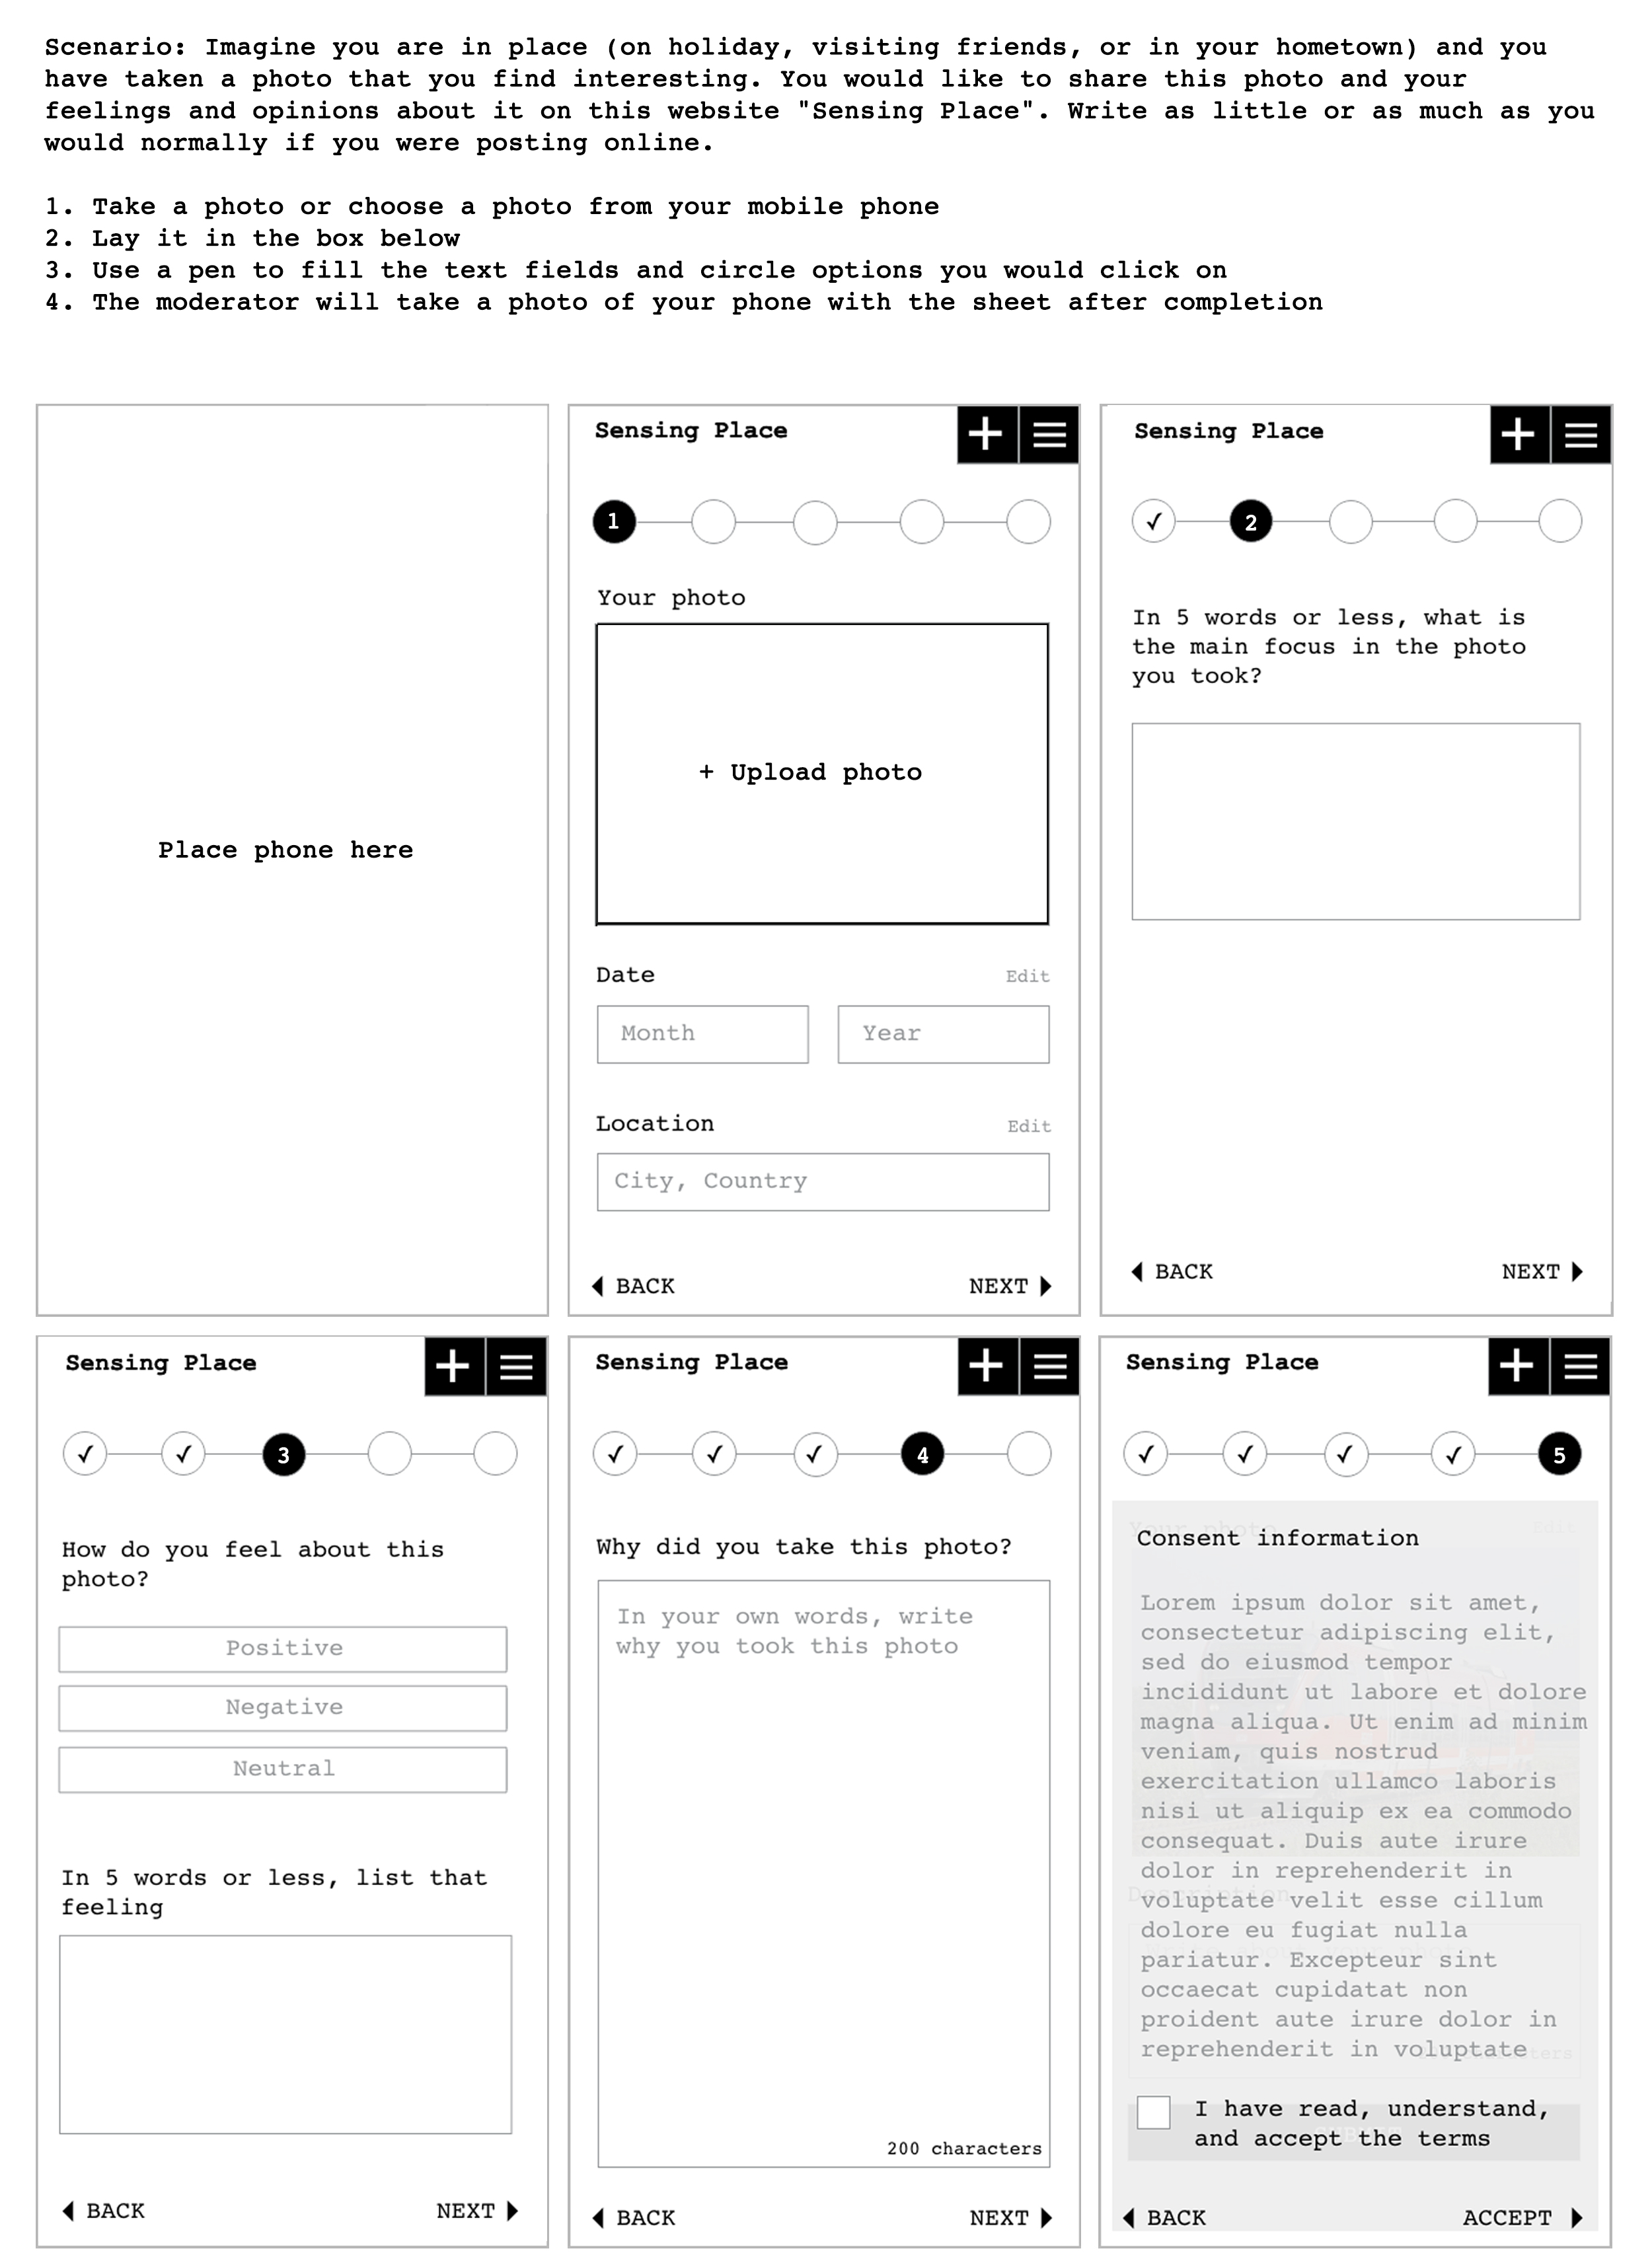 Scenario: Imagine you are in place (on holiday, visiting friends, or in your hometown) and you
have taken a photo that you find interesting. You would like to share this photo and your
feelings and opinions about it on this website "Sensing Place". Write as little or as much as you
would normally if you were posting online.
1. Take a photo or choose a photo from your mobile phone
2. Lay it in the box below
3. Use a pen to fill the text fields and circle options you would click on
4. The moderator will take a photo of your phone with the sheet after completion
Place phone here
Sensing Place
1
Your photo
+ Upload photo
Date
Edit
Month
Year
Location
Edit
City, Country
BACK
NEXT
Sensing Place
✓
2
In 5 words or less, what is
the main focus in the photo
you took?
BACK
NEXT
Sensing Place
✓
✓
3
How do you feel about this
photo?
Positive
Negative
Neutral
In 5 words or less, list that
feeling
BACK
NEXT
Sensing Place
✓
✓
✓
4
Why did you take this photo?
In your own words, write
why you took this photo
200 characters
BACK
NEXT
Sensing Place
✓
✓
✓
✓
5
Your photo
Edit
Consent information
Lorem ipsum dolor sit amet,
consectetur adipiscing elit,
sed do eiusmod tempor
incididunt ut labore et dolore
magna aliqua. Ut enim ad minim
veniam, quis nostrud
exercitation ullamco laboris
nisi ut aliquip ex ea commodo
consequat. Duis aute irure
dolor in reprehenderit in
Description
voluptate velit esse cillum
dolore eu fugiat nulla
pariatur. Excepteur sint
occaecat cupidatat non
proident aute irure dolor in
reprehenderit in voluptate
I have read, understand,
and accept the terms
BACK
ACCEPT